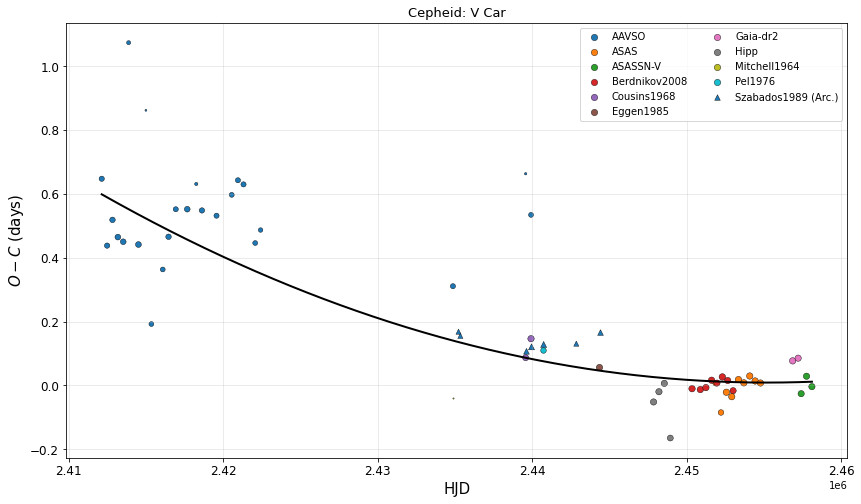 Cepheid: V Car
O − C (days)
1.0
0.8
0.6
0.4
0.2
0.0
−0.2
AAVSO
ASAS
ASASSN-V
Berdnikov2008
Cousins1968
Eggen1985
Gaia-dr2
Hipp
Mitchell1964
Pel1976
Szabados1989 (Arc.)
2.41 2.42 2.43 2.44 2.45 2.46
1e6
HJD